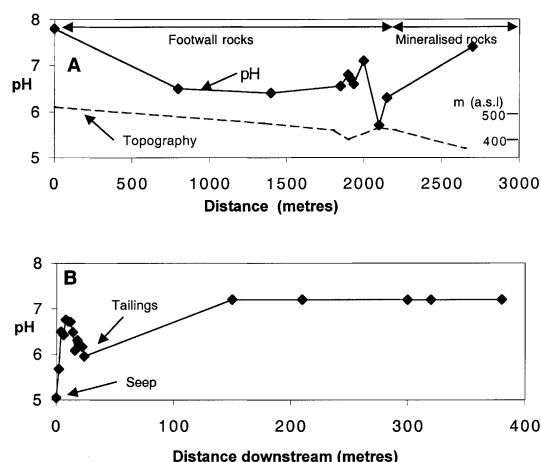 8
Footwall rocks
Mineralised rocks
7
A
pH
pH
m (a.s.l)
6
500
Topography
400
5
0
500
1000
1500
2000
2500
3000
Distance (metres)
8
B
7
Tailings
pH
6
Seep
5
0
100
200
300
400
Distance downstream (metres)